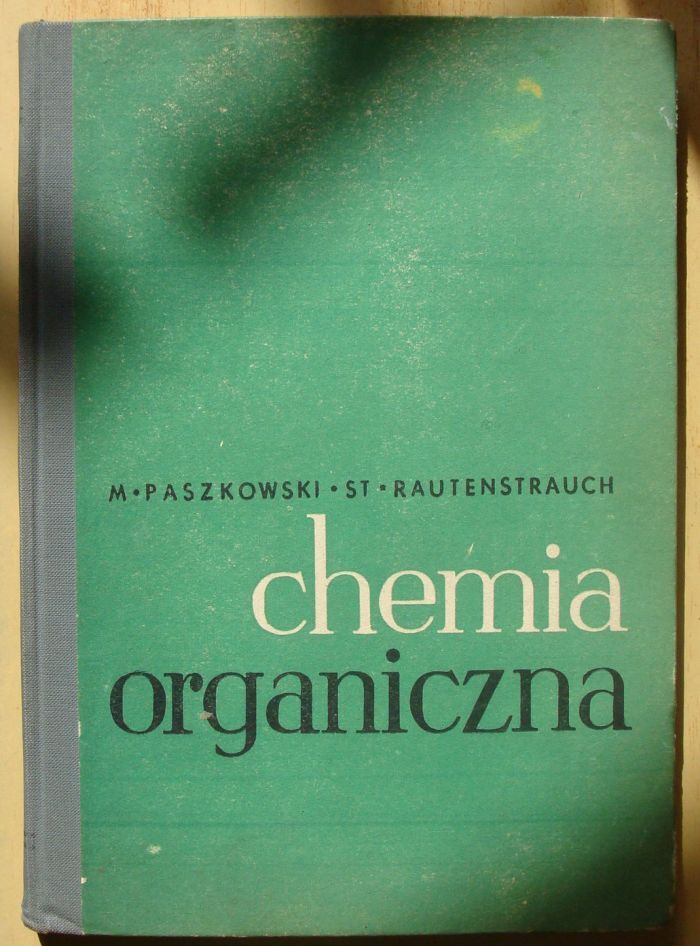 M • PASZKOWSKI • ST • RAUTENSTRAUCH
chemia
organiczna